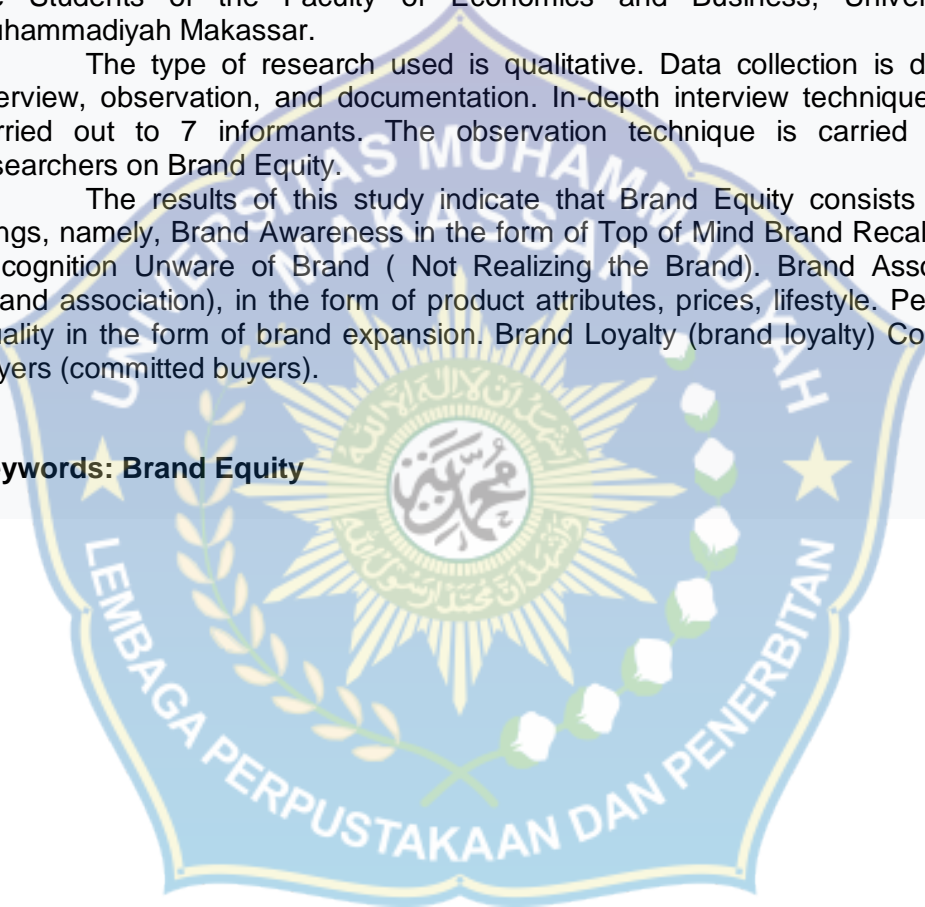 Students of the Faculty of Economics and Business, Univer
uhammadiyah Makassar.
The type of research used is qualitative. Data collection is d
erview, observation, and documentation. In-depth interview technique
rried out to 7 informants. The observation technique is carried
searchers on Brand Equity.
The results of this study indicate that Brand Equity consists
ngs, namely, Brand Awareness in the form of Top of Mind Brand Recal
cognition Unware of Brand ( Not Realizing the Brand). Brand Asso
and association), in the form of product attributes, prices, lifestyle. Pe
uality in the form of brand expansion. Brand Loyalty (brand loyalty) Co
yers (committed buyers).
ywords: Brand Equity
UNIVERSITAS MUHAMMADIYAH
MAKASSAR
LEMBAGA PERPUSTAKAAN DAN PENERBITAN